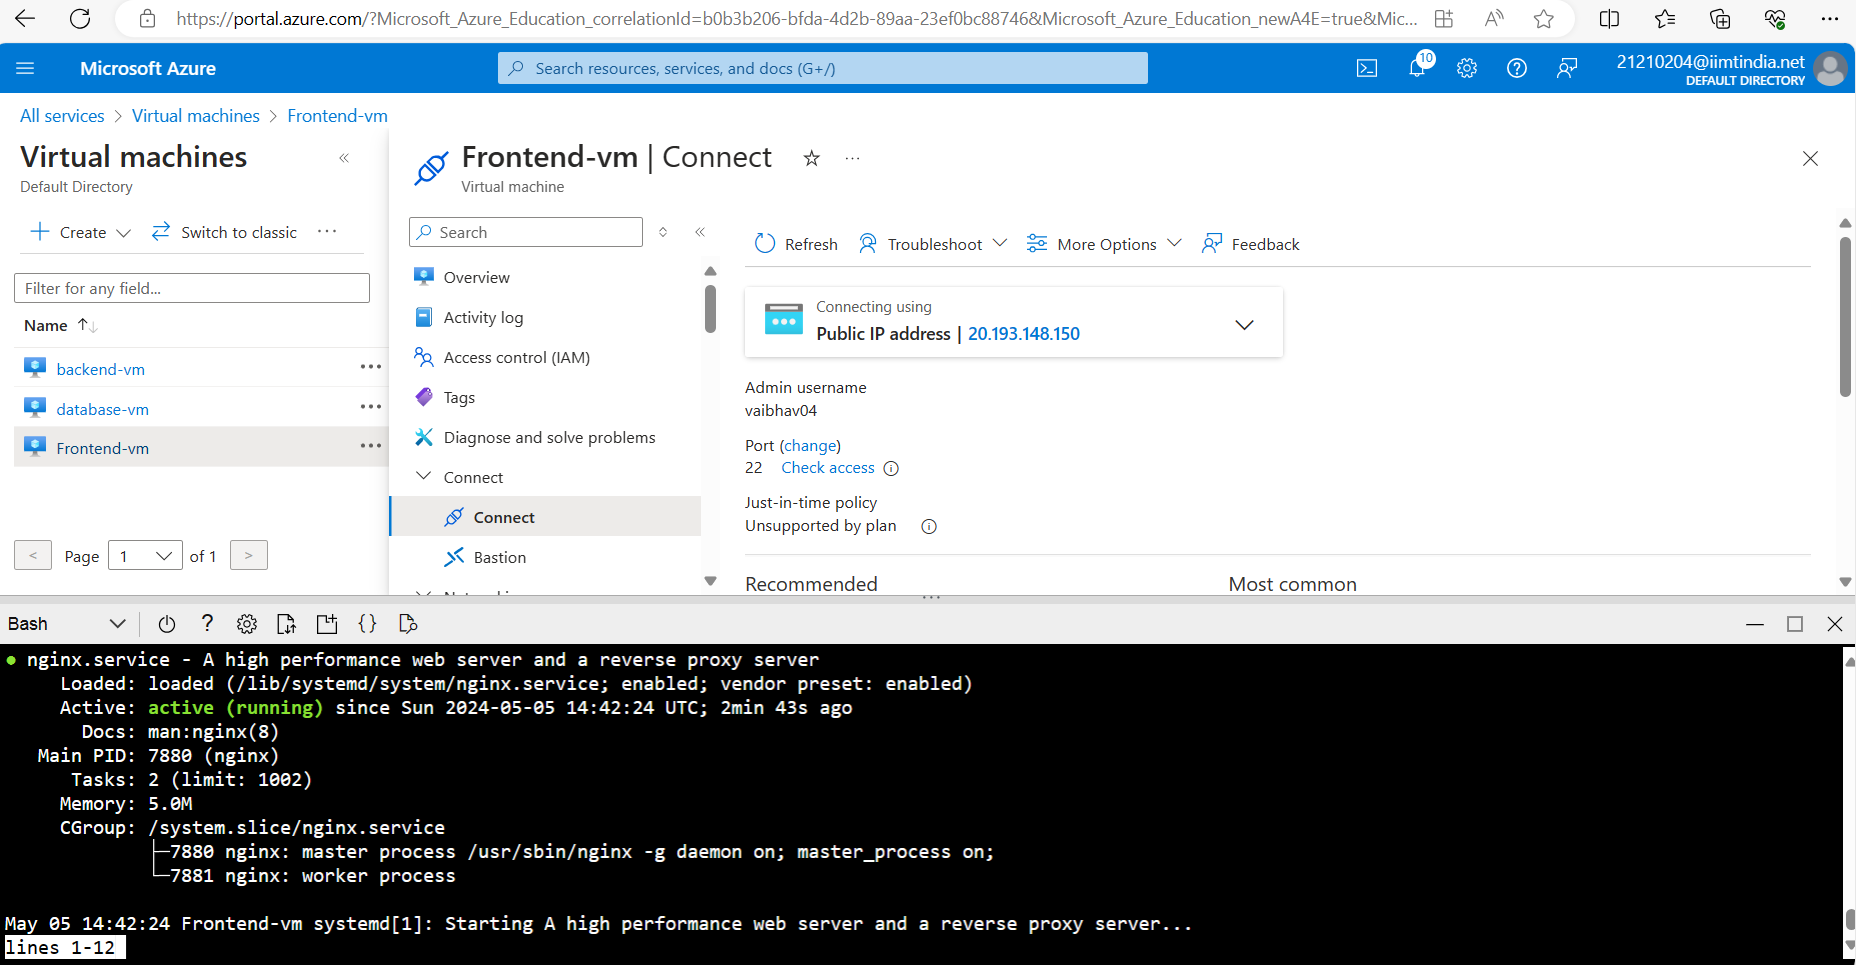 https://portal.azure.com/?Microsoft_Azure_Education_correlationId=b0b3b206-bfda-4d2b-89aa-23ef0bc88746&Microsoft_Azure_Education_newA4E=true&Mic...
Microsoft Azure
Search resources, services, and docs (G+/)
10
21210204@iimtindia.net
DEFAULT DIRECTORY
All services > Virtual machines > Frontend-vm
Virtual machines
Default Directory
Create
Switch to classic
Filter for any field...
Name
backend-vm
database-vm
Frontend-vm
< Page 1 of 1 >
Frontend-vm | Connect
Virtual machine
Search
Overview
Activity log
Access control (IAM)
Tags
Diagnose and solve problems
Connect
Connect
Bastion
Refresh
Troubleshoot
More Options
Feedback
Connecting using
Public IP address | 20.193.148.150
Admin username
vaibhav04
Port (change)
22 Check access
Just-in-time policy
Unsupported by plan
Recommended
Most common
Bash
nginx.service - A high performance web server and a reverse proxy server
Loaded: loaded (/lib/systemd/system/nginx.service; enabled; vendor preset: enabled)
Active: active (running) since Sun 2024-05-05 14:42:24 UTC; 2min 43s ago
Docs: man:nginx(8)
Main PID: 7880 (nginx)
Tasks: 2 (limit: 1002)
Memory: 5.0M
CGroup: /system.slice/nginx.service
├─7880 nginx: master process /usr/sbin/nginx -g daemon on; master_process on;
└─7881 nginx: worker process
May 05 14:42:24 Frontend-vm systemd[1]: Starting A high performance web server and a reverse proxy server...
lines 1-12